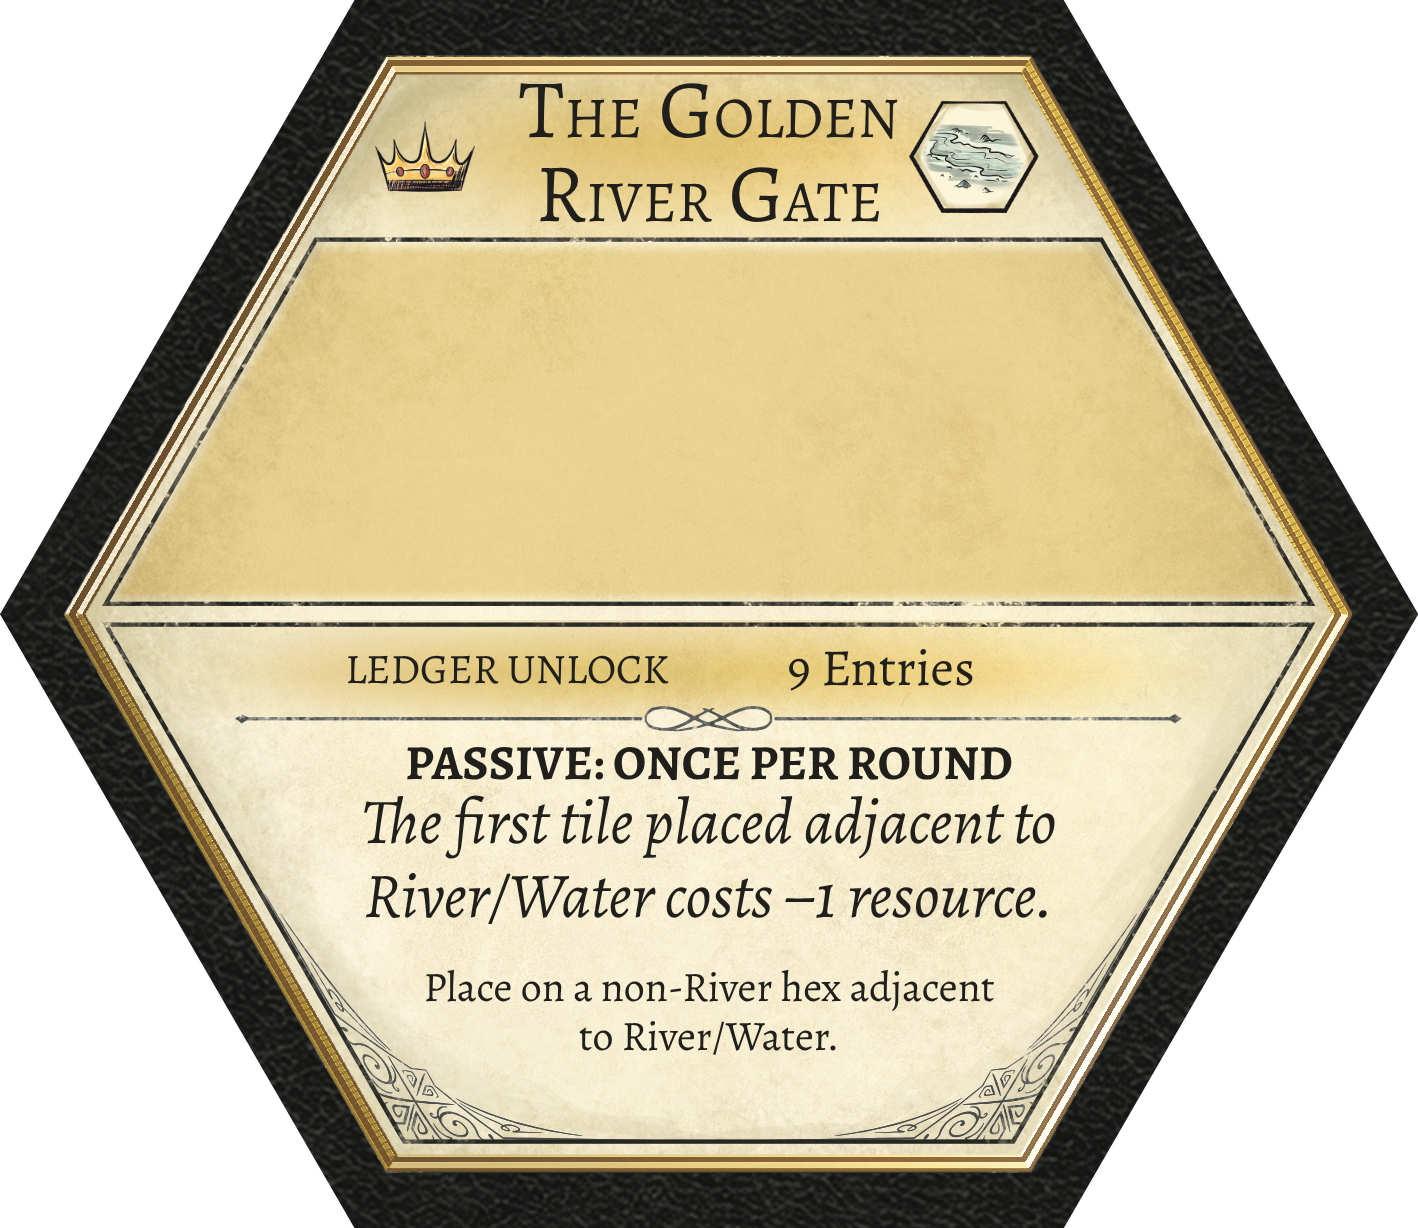 The Golden
River Gate
LEDGER UNLOCK 9 Entries
PASSIVE: ONCE PER ROUND
The first tile placed adjacent to
River/Water costs –1 resource.
Place on a non-River hex adjacent
to River/Water.